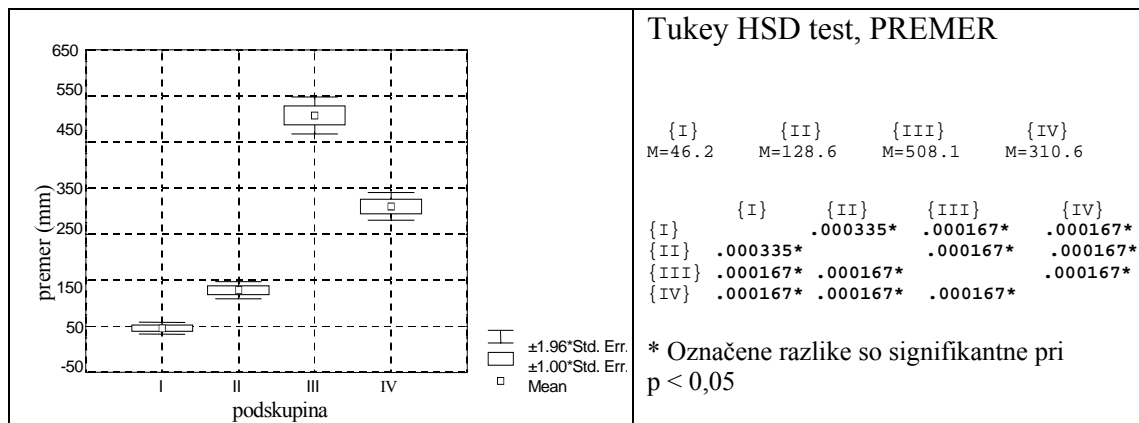 650
550
450
350
250
150
50
-50
premer (mm)
I II III IV
podskupina
±1.96*Std. Err.
±1.00*Std. Err.
Mean
Tukey HSD test, PREMER
{I} {II} {III} {IV}
M=46.2 M=128.6 M=508.1 M=310.6
{I} {II} {III} {IV}
{I} .000335* .000167* .000167*
{II} .000335* .000167* .000167*
{III} .000167* .000167* .000167*
{IV} .000167* .000167* .000167*
* Označene razlike so signifikantne pri
p < 0,05